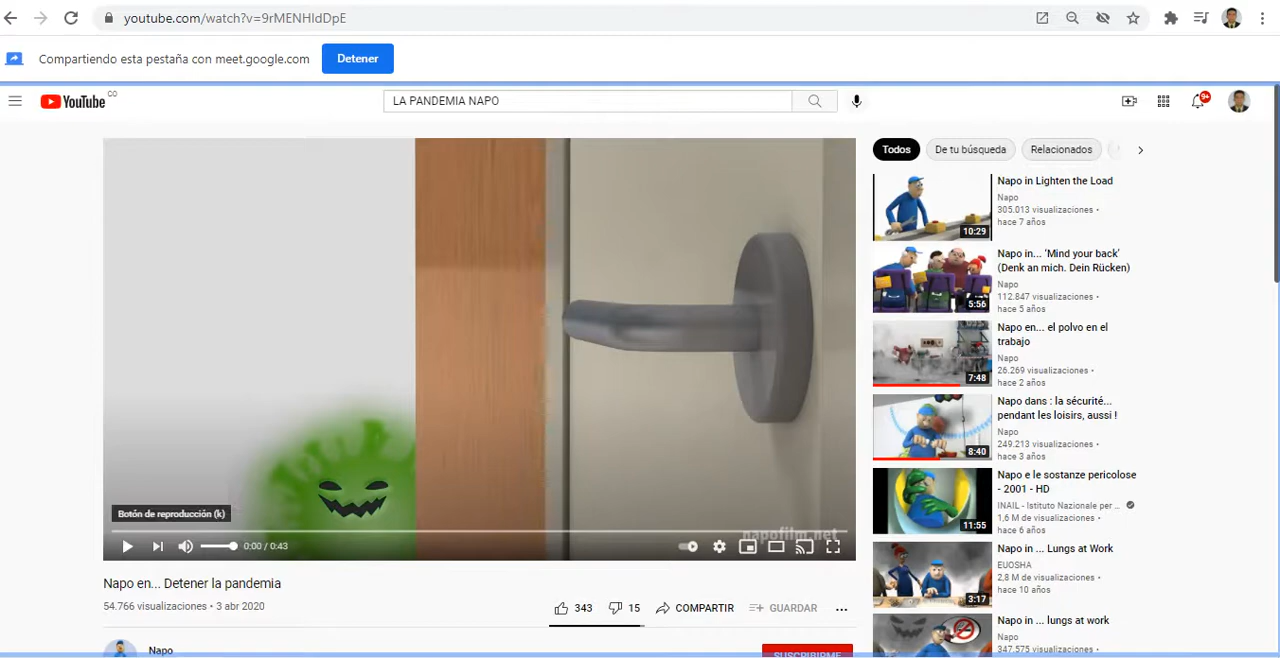 youtube.com/watch?v=9rMENHIdDpE
Compartiendo esta pestaña con meet.google.com
Detener
YouTube CO
LA PANDEMIA NAPO
9+
Todos
De tu búsqueda
Relacionados
napofilm.net
Botón de reproducción (k)
0:00 / 0:43
Napo en... Detener la pandemia
54.766 visualizaciones • 3 abr 2020
343
15
COMPARTIR
GUARDAR
Napo
SUSCRIBIRME
10:29
Napo in Lighten the Load
Napo
305.013 visualizaciones •
hace 7 años
5:56
Napo in... 'Mind your back'
(Denk an mich. Dein Rücken)
Napo
112.847 visualizaciones •
hace 5 años
7:48
Napo en... el polvo en el
trabajo
Napo
26.269 visualizaciones •
hace 2 años
8:40
Napo dans : la sécurité...
pendant les loisirs, aussi !
Napo
249.213 visualizaciones •
hace 3 años
11:55
Napo e le sostanze pericolose
- 2001 - HD
INAIL - Istituto Nazionale per ...
1,6 M de visualizaciones •
hace 6 años
3:17
Napo in ... Lungs at Work
EUOSHA
2,8 M de visualizaciones •
hace 10 años
Napo in ... lungs at work
Napo
347.575 visualizaciones •